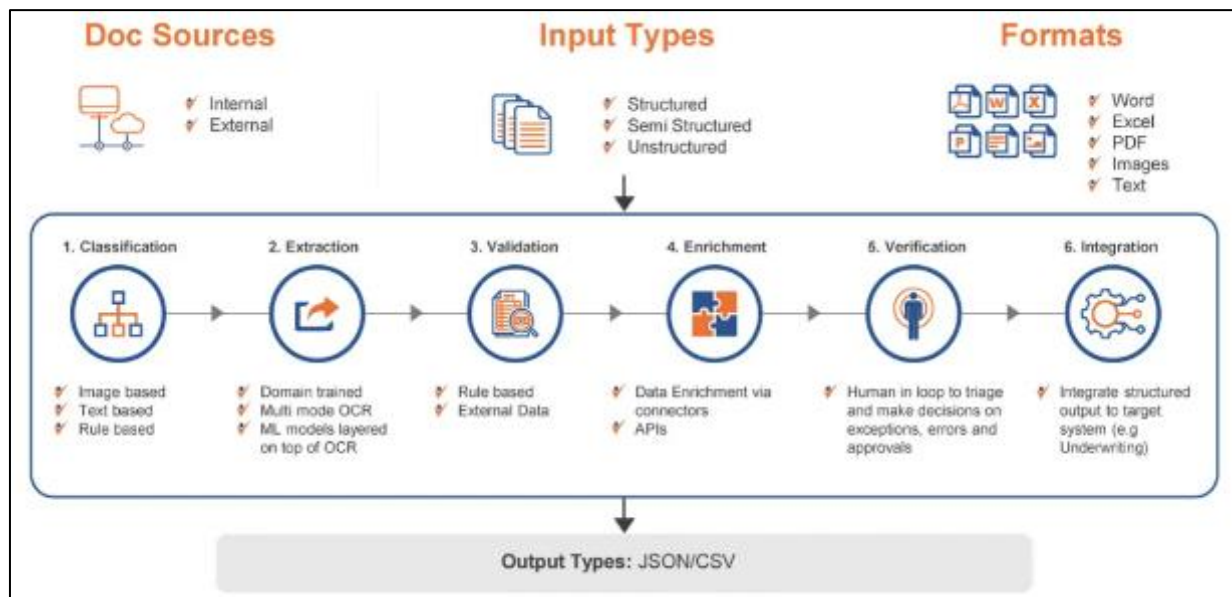 Doc Sources
Internal
External
Input Types
Structured
Semi Structured
Unstructured
Formats
W
X
P
Word
Excel
PDF
Images
Text
1. Classification
2. Extraction
3. Validation
4. Enrichment
5. Verification
6. Integration
Image based
Text based
Rule based
Domain trained
Multi mode OCR
ML models layered
on top of OCR
Rule based
External Data
Data Enrichment via
connectors
APIs
Human in loop to triage
and make decisions on
exceptions, errors and
approvals
Integrate structured
output to target
system (e.g
Underwriting)
Output Types: JSON/CSV